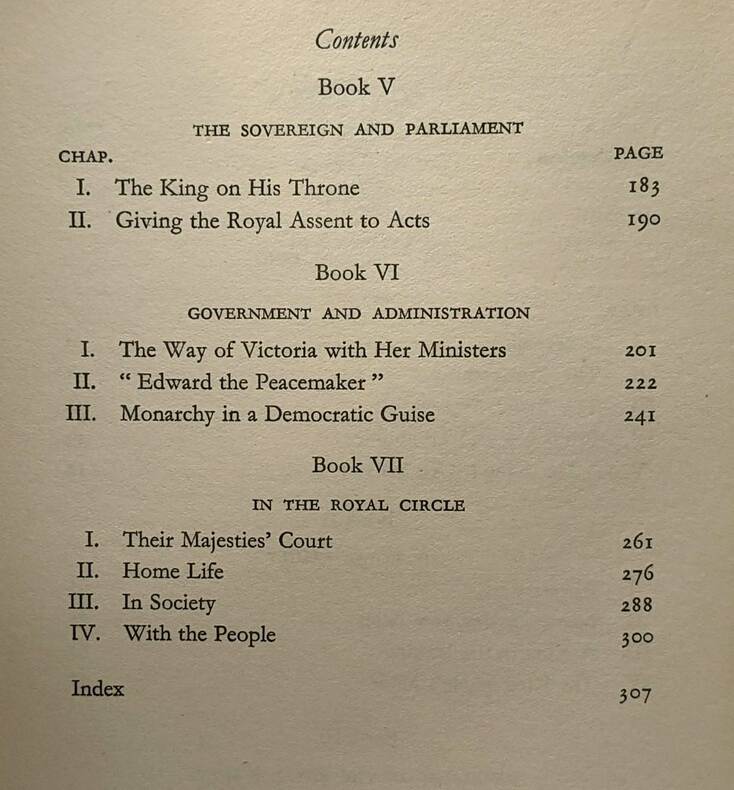 Contents
Book V
THE SOVEREIGN AND PARLIAMENT
CHAP. PAGE
I. The King on His Throne 183
II. Giving the Royal Assent to Acts 190
Book VI
GOVERNMENT AND ADMINISTRATION
I. The Way of Victoria with Her Ministers 201
II. “ Edward the Peacemaker ” 222
III. Monarchy in a Democratic Guise 241
Book VII
IN THE ROYAL CIRCLE
I. Their Majesties’ Court 261
II. Home Life 276
III. In Society 288
IV. With the People 300
Index 307